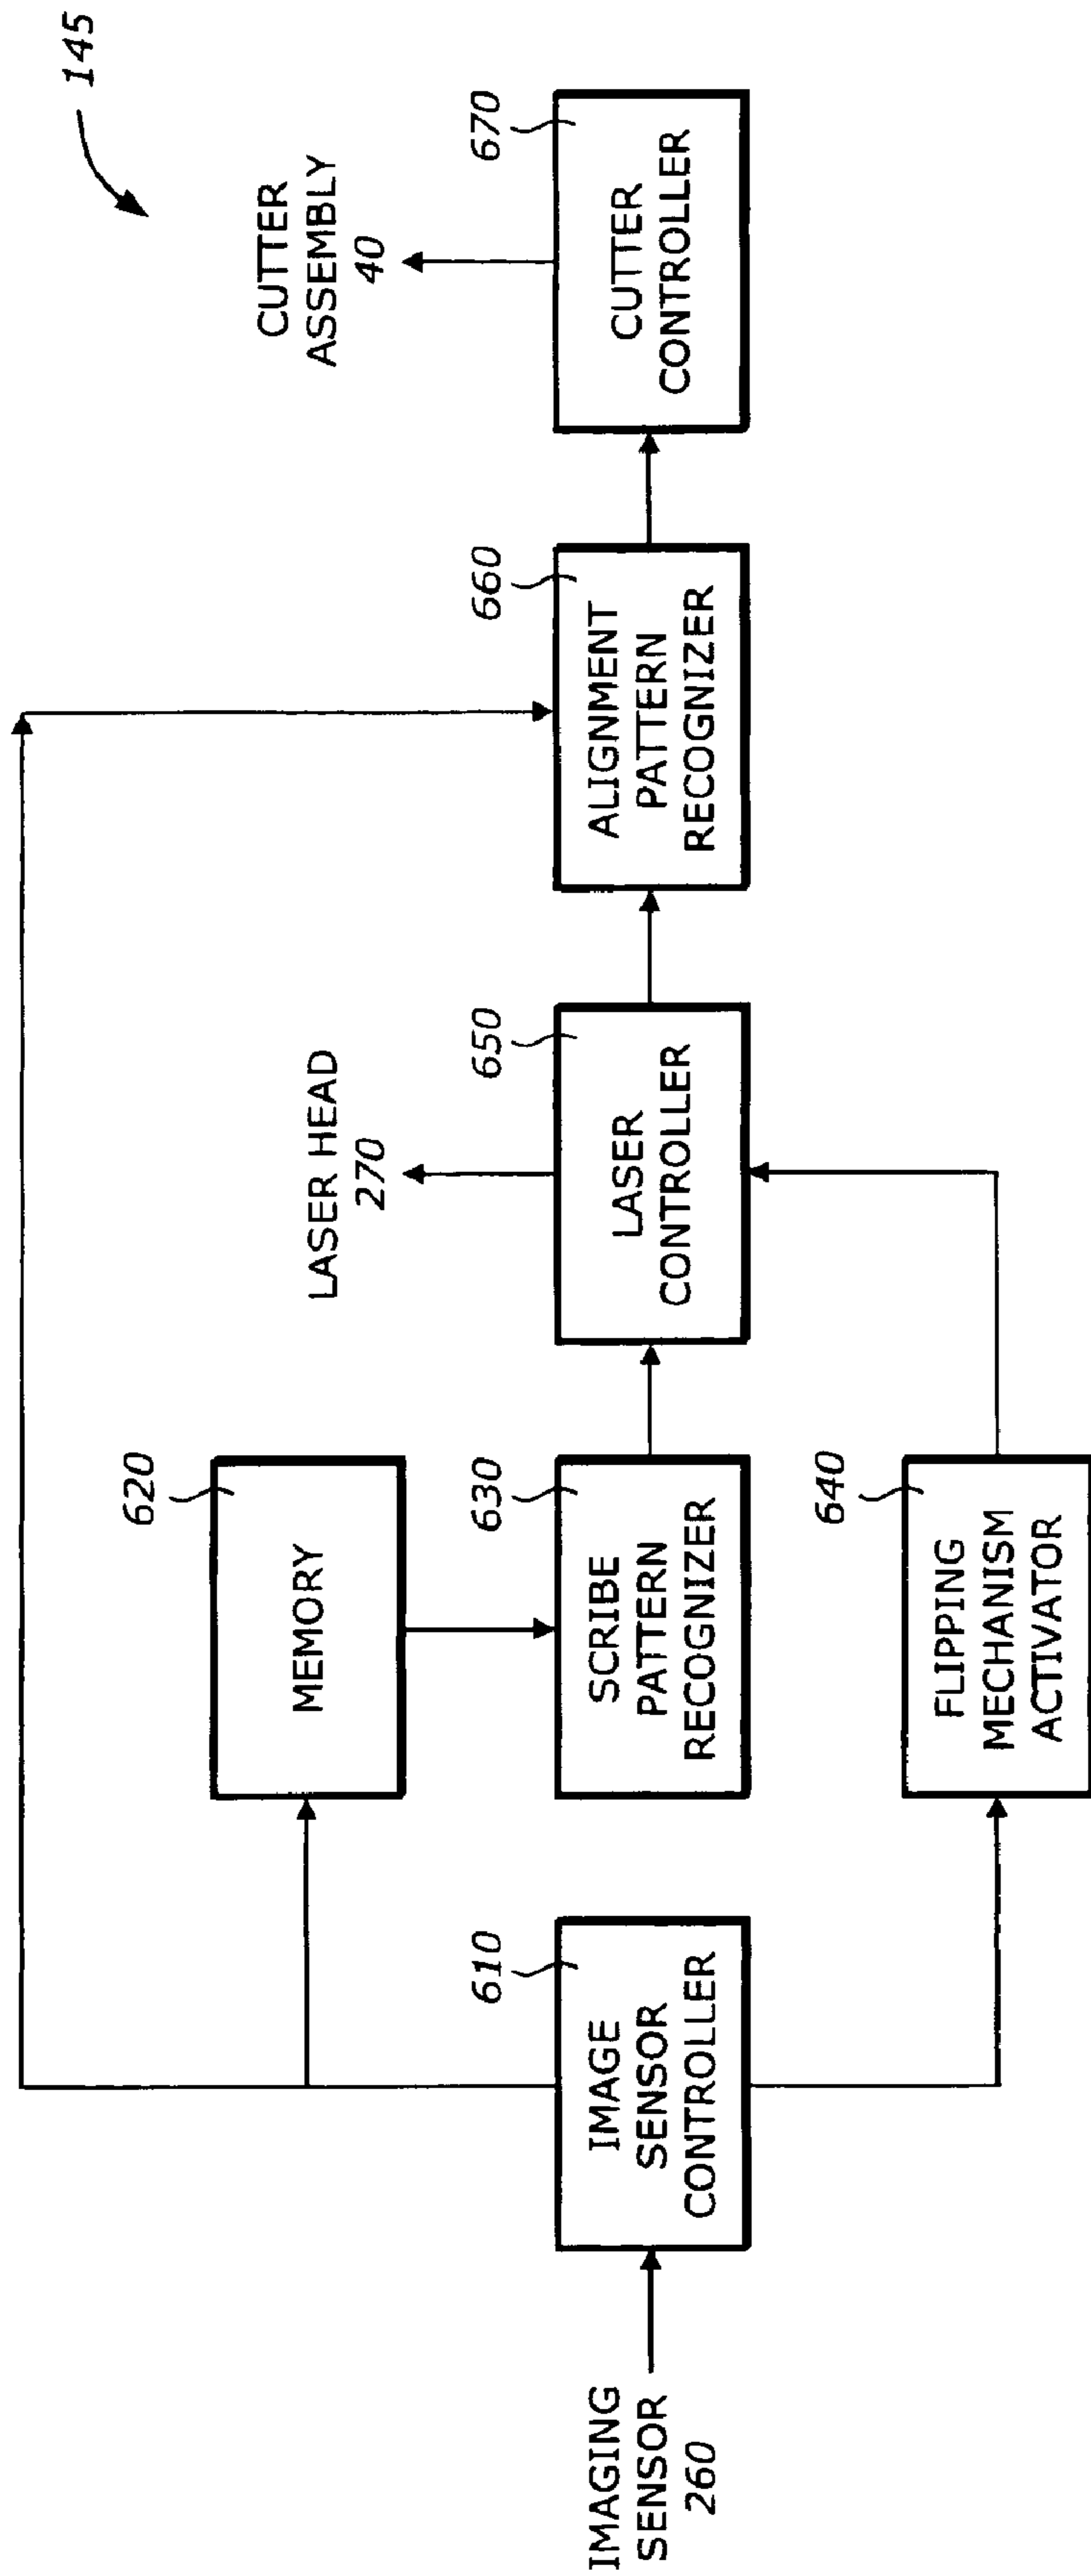 145
IMAGING
SENSOR
260
610
IMAGE
SENSOR
CONTROLLER
620
MEMORY
630
SCRIBE
PATTERN
RECOGNIZER
640
FLIPPING
MECHANISM
ACTIVATOR
LASER HEAD
270
650
LASER
CONTROLLER
660
ALIGNMENT
PATTERN
RECOGNIZER
CUTTER
ASSEMBLY
40
670
CUTTER
CONTROLLER